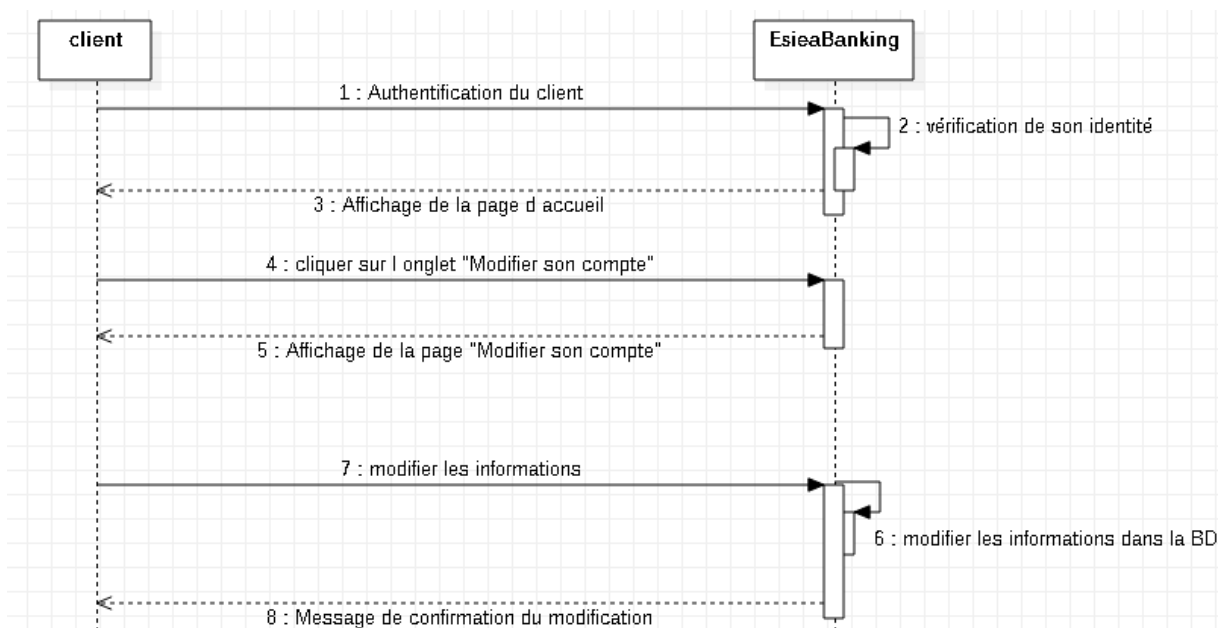 client
EsieaBanking
1 : Authentification du client
2 : vérification de son identité
3 : Affichage de la page d accueil
4 : cliquer sur l onglet "Modifier son compte"
5 : Affichage de la page "Modifier son compte"
7 : modifier les informations
6 : modifier les informations dans la BD
8 : Message de confirmation du modification